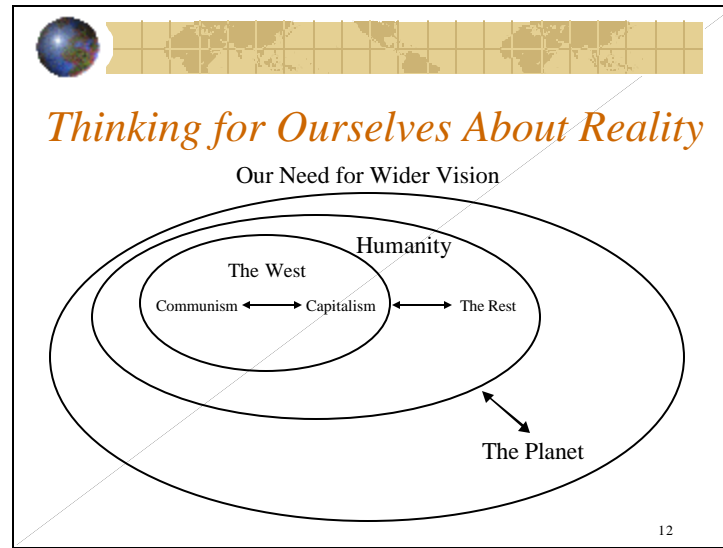 Thinking for Ourselves About Reality
Our Need for Wider Vision
Humanity
The West
Communism Capitalism The Rest
The Planet
12